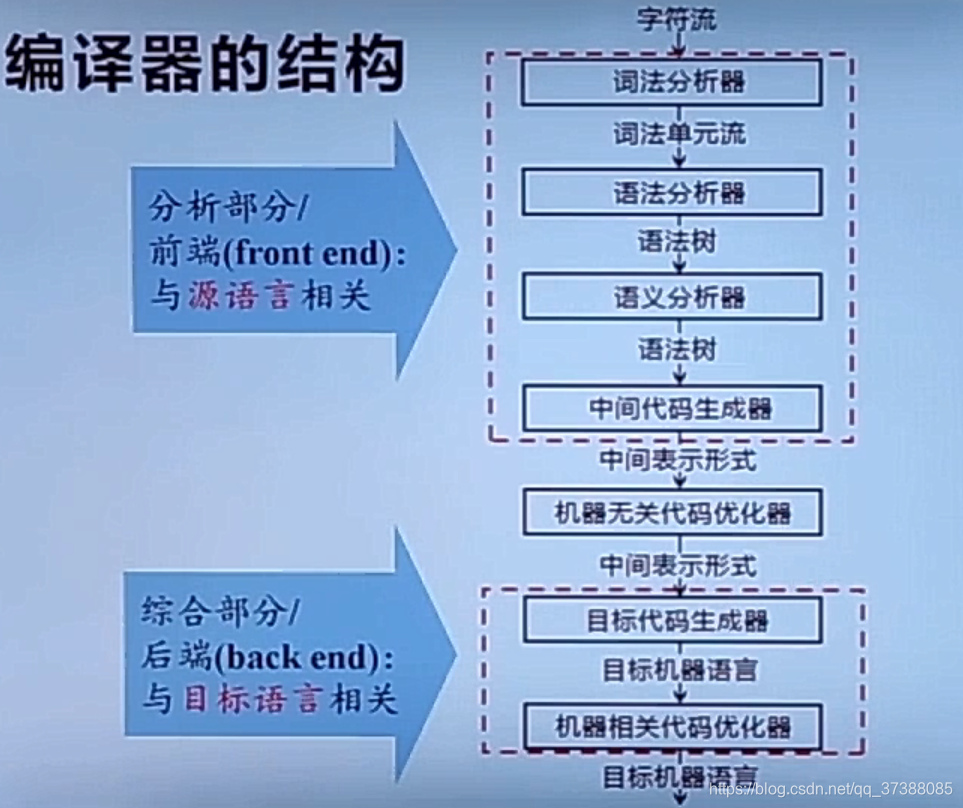 编译器的结构
字符流
词法分析器
词法单元流
语法分析器
语法树
语义分析器
语法树
中间代码生成器
中间表示形式
机器无关代码优化器
中间表示形式
目标代码生成器
目标机器语言
机器相关代码优化器
目标机器语言
分析部分/
前端(front end):
与源语言相关
综合部分/
后端(back end):
与目标语言相关
https://blog.csdn.net/qq_37388085